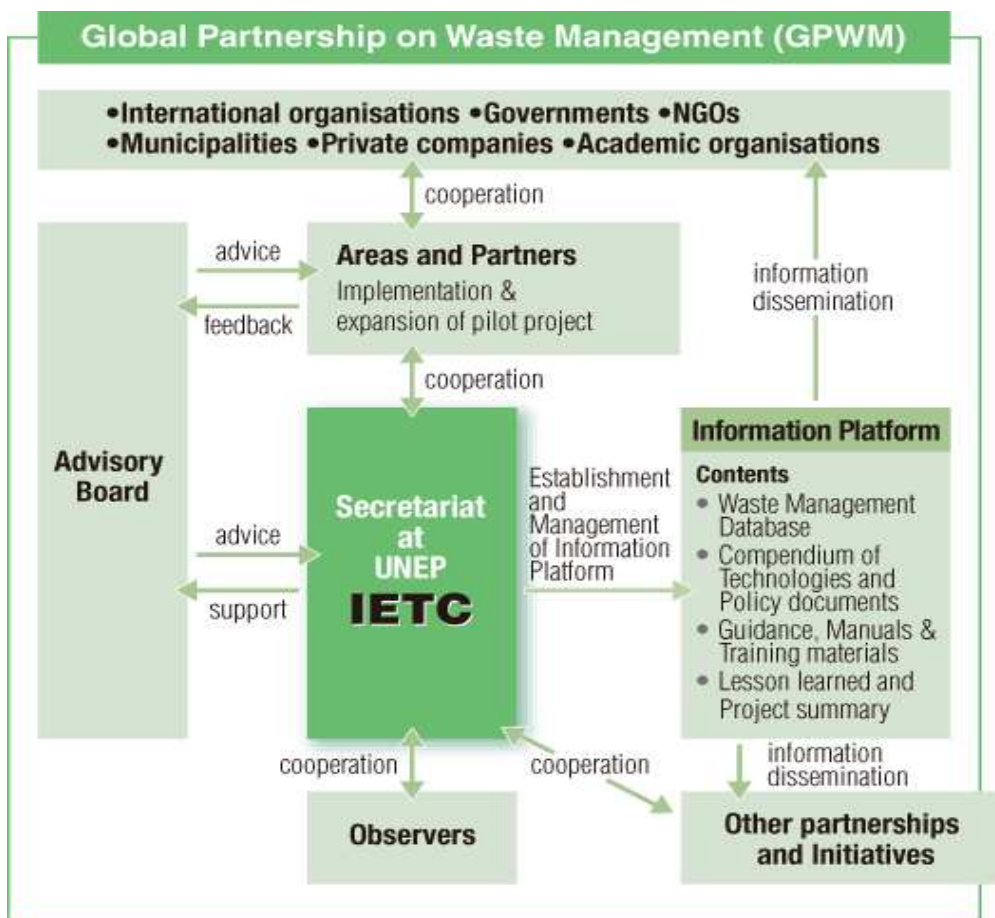 Global Partnership on Waste Management (GPWM)
•International organisations •Governments •NGOs
•Municipalities •Private companies •Academic organisations
cooperation
advice
feedback
Areas and Partners
Implementation &
expansion of pilot project
information
dissemination
cooperation
Advisory
Board
advice
support
Secretariat
at
UNEP
IETC
Establishment
and
Management
of Information
Platform
Information Platform
Contents
• Waste Management
Database
• Compendium of
Technologies and
Policy documents
• Guidance, Manuals &
Training materials
• Lesson learned and
Project summary
cooperation
cooperation
information
dissemination
Observers
Other partnerships
and Initiatives